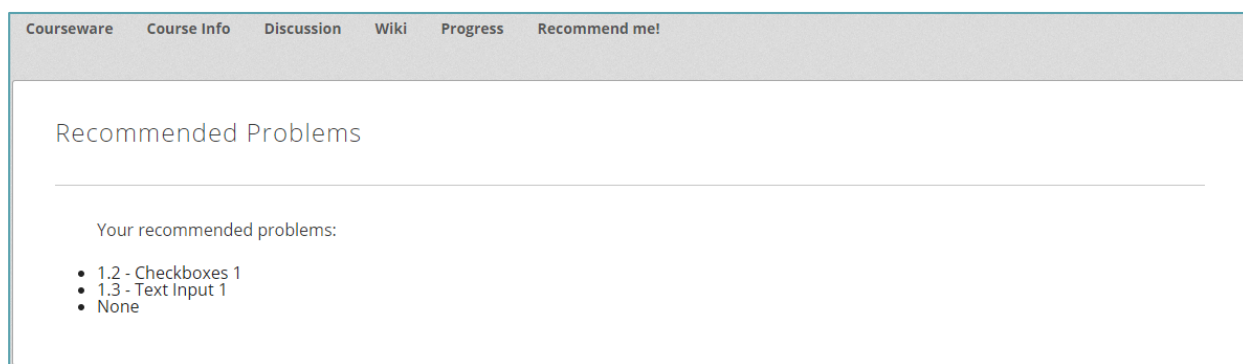 Courseware Course Info Discussion Wiki Progress Recommend me!
Recommended Problems
Your recommended problems:
1.2 - Checkboxes 1
1.3 - Text Input 1
None